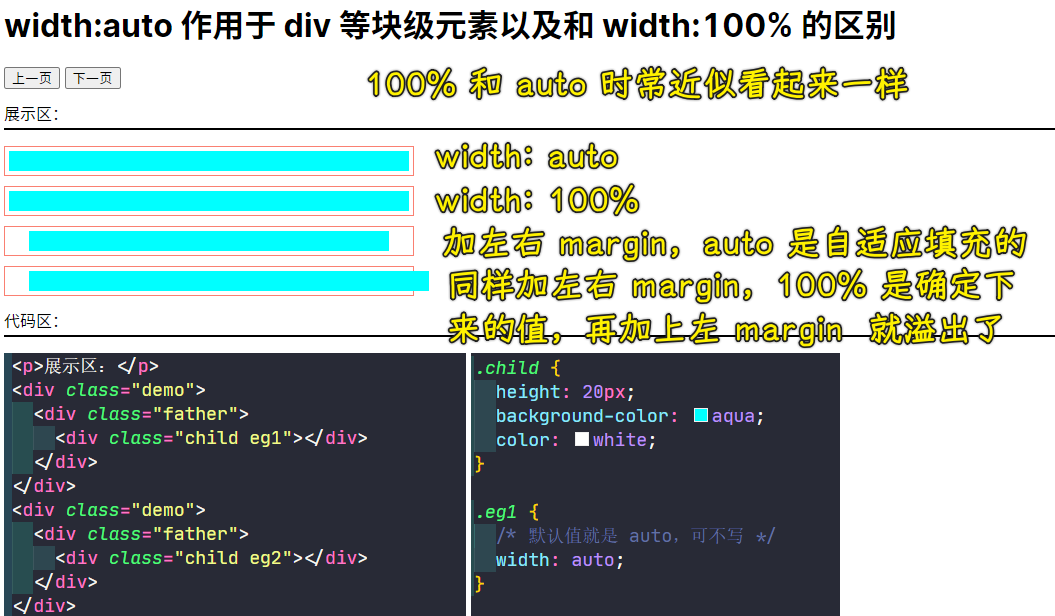 width:auto 作用于 div 等块级元素以及和 width:100% 的区别
上一页 下一页
100% 和 auto 时常近似看起来一样
展示区：
width: auto
width: 100%
加左右 margin，auto 是自适应填充的
同样加左右 margin，100% 是确定下
来的值，再加上左 margin 就溢出了
代码区：
<p>展示区：</p>
<div class="demo">
<div class="father">
<div class="child eg1"></div>
</div>
</div>
<div class="demo">
<div class="father">
<div class="child eg2"></div>
</div>
</div>
.child {
height: 20px;
background-color: aqua;
color: white;
}
.eg1 {
/* 默认值就是 auto，可不写 */
width: auto;
}